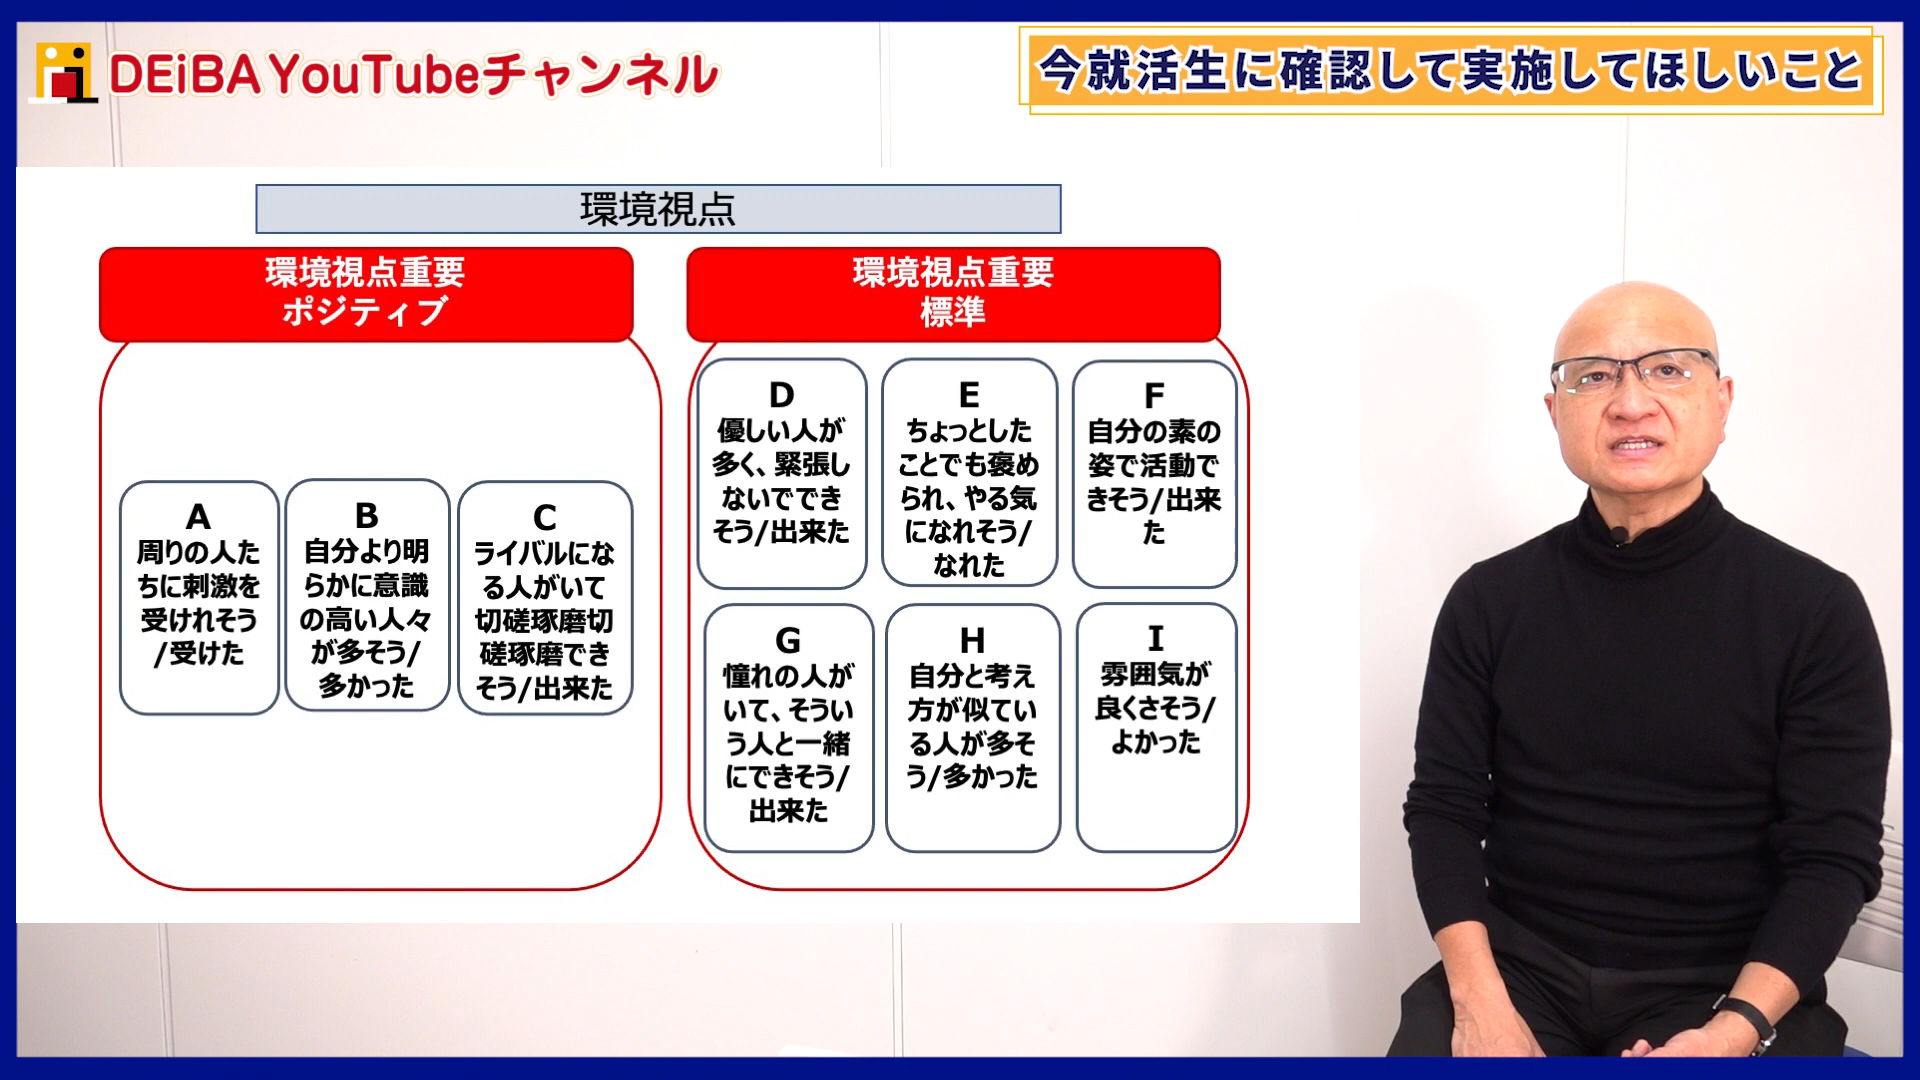 DEiBA YouTubeチャンネル
今就活生に確認して実施してほしいこと
環境視点
環境視点重要
ポジティブ
A
周りの人た
ちに刺激を
受けれそう
/受けた
B
自分より明
らかに意識
の高い人々
が多そう/
多かった
C
ライバルにな
る人がいて
切磋琢磨切
磋琢磨でき
そう/出来た
環境視点重要
標準
D
優しい人が
多く、緊張し
ないででき
そう/出来た
E
ちょっとした
ことでも褒め
られ、やる気
になれそう/
なれた
F
自分の素の
姿で活動で
きそう/出来
た
G
憧れの人が
いて、そうい
う人と一緒
にできそう/
出来た
H
自分と考え
方が似てい
る人が多そ
う/多かった
I
雰囲気が
良くさそう/
よかった